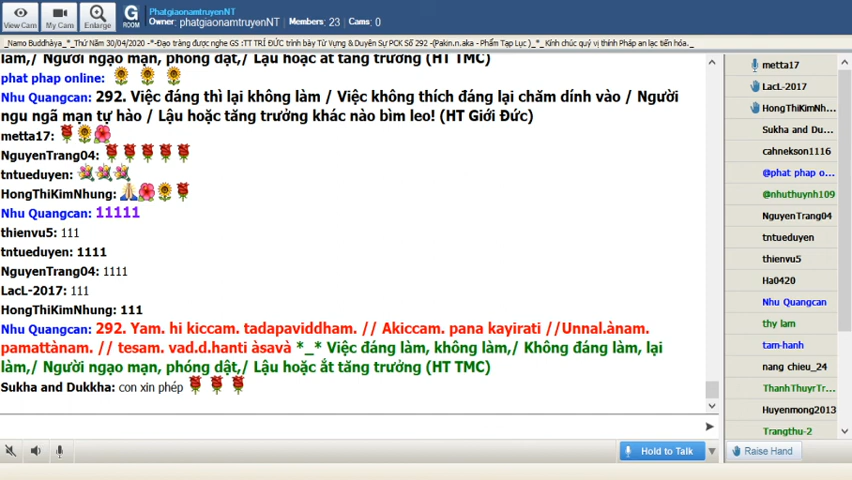 View Cam
My Cam
Enlarge
G
ROOM
PhatgiaonamtruyenNT
Owner: phatgiaonamtruyenNT | Members: 23 | Cams: 0
_Namo Buddhàya_*_Thứ Năm 30/04/2020 -*-Đạo tràng được nghe GS :TT TRÍ ĐỨC trình bày Từ Vựng & Duyên Sự PCK Số 292 -(Pakin.n.aka - Phẩm Tạp Lục )_*_ Kính chúc quý vị thính Pháp an lạc tiến hóa._
làm,/ Người ngạo mạn, phóng dật,/ Lậu hoặc ắt tăng trưởng (HT TMC)
phat phap online:
Nhu Quangcan: 292. Việc đáng thì lại không làm / Việc không thích đáng lại chăm dính vào / Người
ngu ngã mạn tự hào / Lậu hoặc tăng trưởng khác nào bìm leo! (HT Giới Đức)
metta17:
NguyenTrang04:
tntueduyen:
HongThiKimNhung:
Nhu Quangcan: 11111
thienvu5: 111
tntueduyen: 1111
NguyenTrang04: 1111
LacL-2017: 111
HongThiKimNhung: 111
Nhu Quangcan: 292. Yam. hi kiccam. tadapaviddham. // Akiccam. pana kayirati //Unnal.ànam.
pamattànam. // tesam. vad.d.hanti àsavà *_* Việc đáng làm, không làm,/ Không đáng làm, lại
làm,/ Người ngạo mạn, phóng dật,/ Lậu hoặc ắt tăng trưởng (HT TMC)
Sukha and Dukkha: con xin phép
metta17
LacL-2017
HongThiKimNh...
Sukha and Du...
cahnekson1116
@phat phap o...
@nhuthuynh109
NguyenTrang04
tntueduyen
thienvu5
Ha0420
Nhu Quangcan
thy lam
tam-hanh
nang chieu_24
ThanhThuyrTr...
Huyenmong2013
Trangthu-2
Hold to Talk
Raise Hand